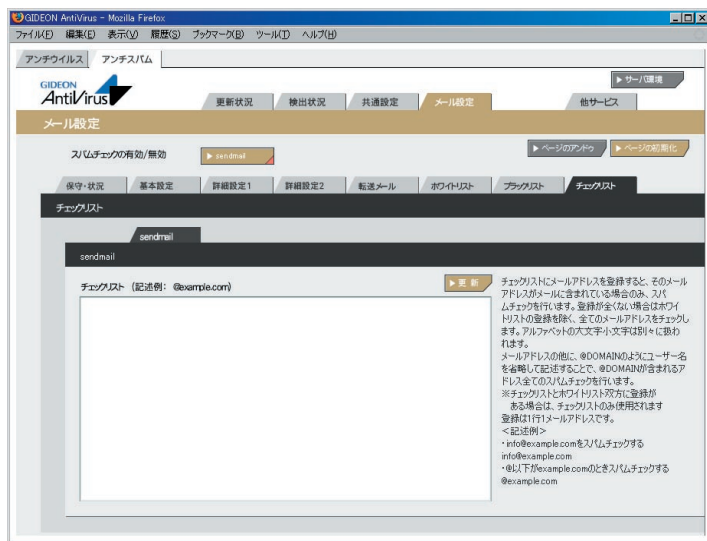 GIDEON AntiVirus - Mozilla Firefox
ファイル(F) 編集(E) 表示(V) 履歴(S) ブックマーク(B) ツール(T) ヘルプ(H)
アンチウイルス アンチスパム
サーバ環境
GIDEON
AntiVirus
更新状況 検出状況 共通設定 メール設定 他サービス
メール設定
スパムチェックの有効/無効 sendmail ページのアンドゥ ページの初期化
保守・状況 基本設定 詳細設定1 詳細設定2 転送メール ホワイトリスト ブラックリスト チェックリスト
チェックリスト
sendmail
sendmail
チェックリスト (記述例: @example.com) 更 新
チェックリストにメールアドレスを登録すると、そのメール
アドレスがメールに含まれている場合のみ、スパ
ムチェックを行います。登録が全くない場合はホワイ
トリストの登録を除く、全てのメールアドレスをチェックし
ます。アルファベットの大文字小文字は別々に扱わ
れます。
メールアドレスの他に、@DOMAINのようにユーザー名
を省略して記述することで、@DOMAINが含まれるア
ドレス全てのスパムチェックを行います。
※チェックリストとホワイトリスト双方に登録が
ある場合は、チェックリストのみ使用されます
登録は1行1メールアドレスです。
<記述例>
・info@example.comをスパムチェックする
info@example.com
・@以下がexample.comのときスパムチェックする
@example.com